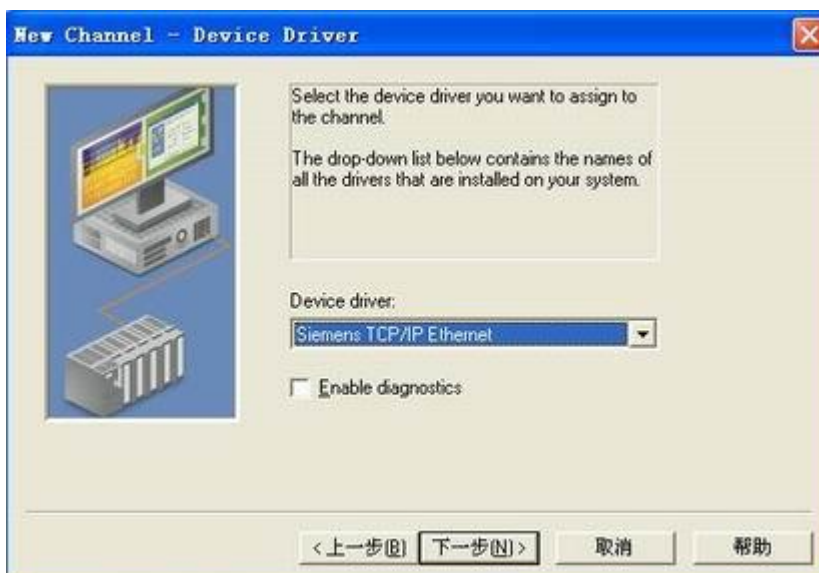 New Channel - Device Driver
Select the device driver you want to assign to
the channel.
The drop-down list below contains the names of
all the drivers that are installed on your system.
Device driver:
Siemens TCP/IP Ethernet
Enable diagnostics
<上一步(B) 下一步(N)> 取消 帮助